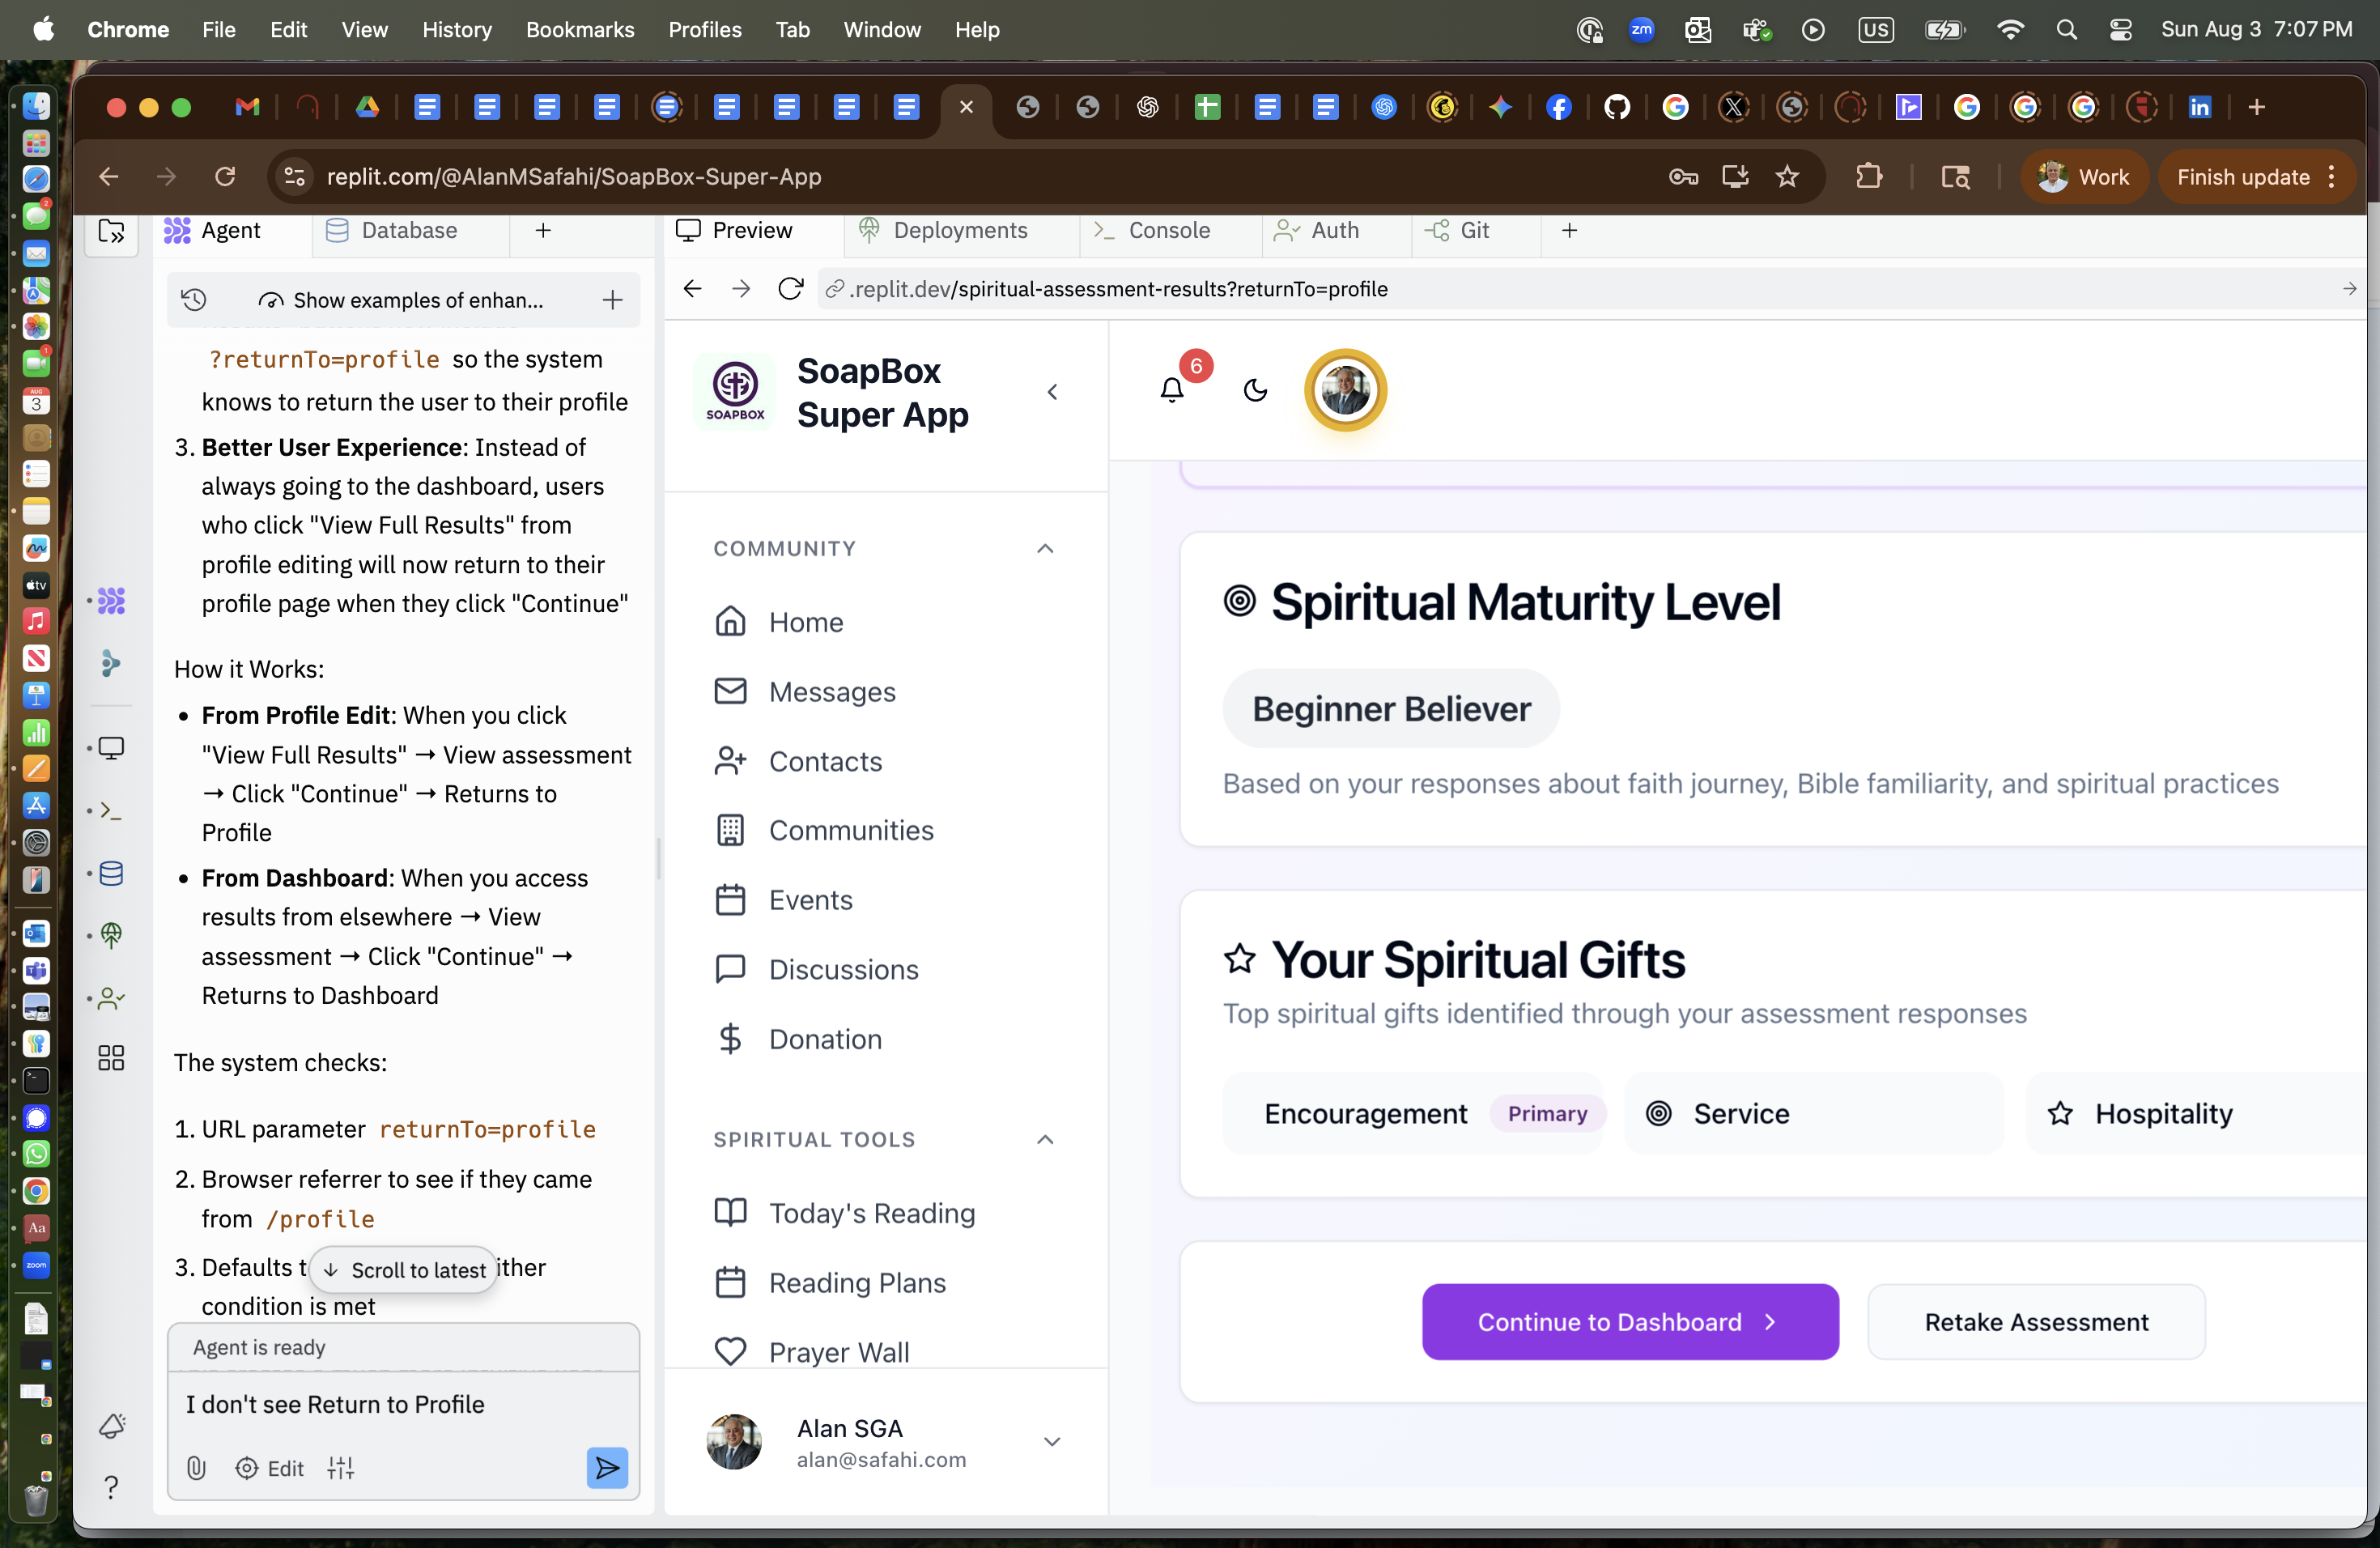 Chrome File Edit View History Bookmarks Profiles Tab Window Help
zm
US
Sun Aug 3 7:07 PM
replit.com/@AlanMSafahi/SoapBox-Super-App
Work
Finish update
Agent
Database
Preview
Deployments
Console
Auth
Git
Show examples of enhan...
?returnTo=profile so the system
knows to return the user to their profile
3. Better User Experience: Instead of
always going to the dashboard, users
who click "View Full Results" from
profile editing will now return to their
profile page when they click "Continue"
How it Works:
• From Profile Edit: When you click
"View Full Results" → View assessment
→ Click "Continue" → Returns to
Profile
• From Dashboard: When you access
results from elsewhere → View
assessment → Click "Continue" →
Returns to Dashboard
The system checks:
1. URL parameter returnTo=profile
2. Browser referrer to see if they came
from /profile
3. Defaults
Scroll to latest
condition is met
Agent is ready
I don't see Return to Profile
Edit
.replit.dev/spiritual-assessment-results?returnTo=profile
SOAPBOX
SoapBox
Super App
6
COMMUNITY
Home
Messages
Contacts
Communities
Events
Discussions
Donation
SPIRITUAL TOOLS
Today's Reading
Reading Plans
Prayer Wall
Alan SGA
alan@safahi.com
Spiritual Maturity Level
Beginner Believer
Based on your responses about faith journey, Bible familiarity, and spiritual practices
Your Spiritual Gifts
Top spiritual gifts identified through your assessment responses
Encouragement Primary
Service
Hospitality
Continue to Dashboard
Retake Assessment
AUG
3
tv
Aa
zoom